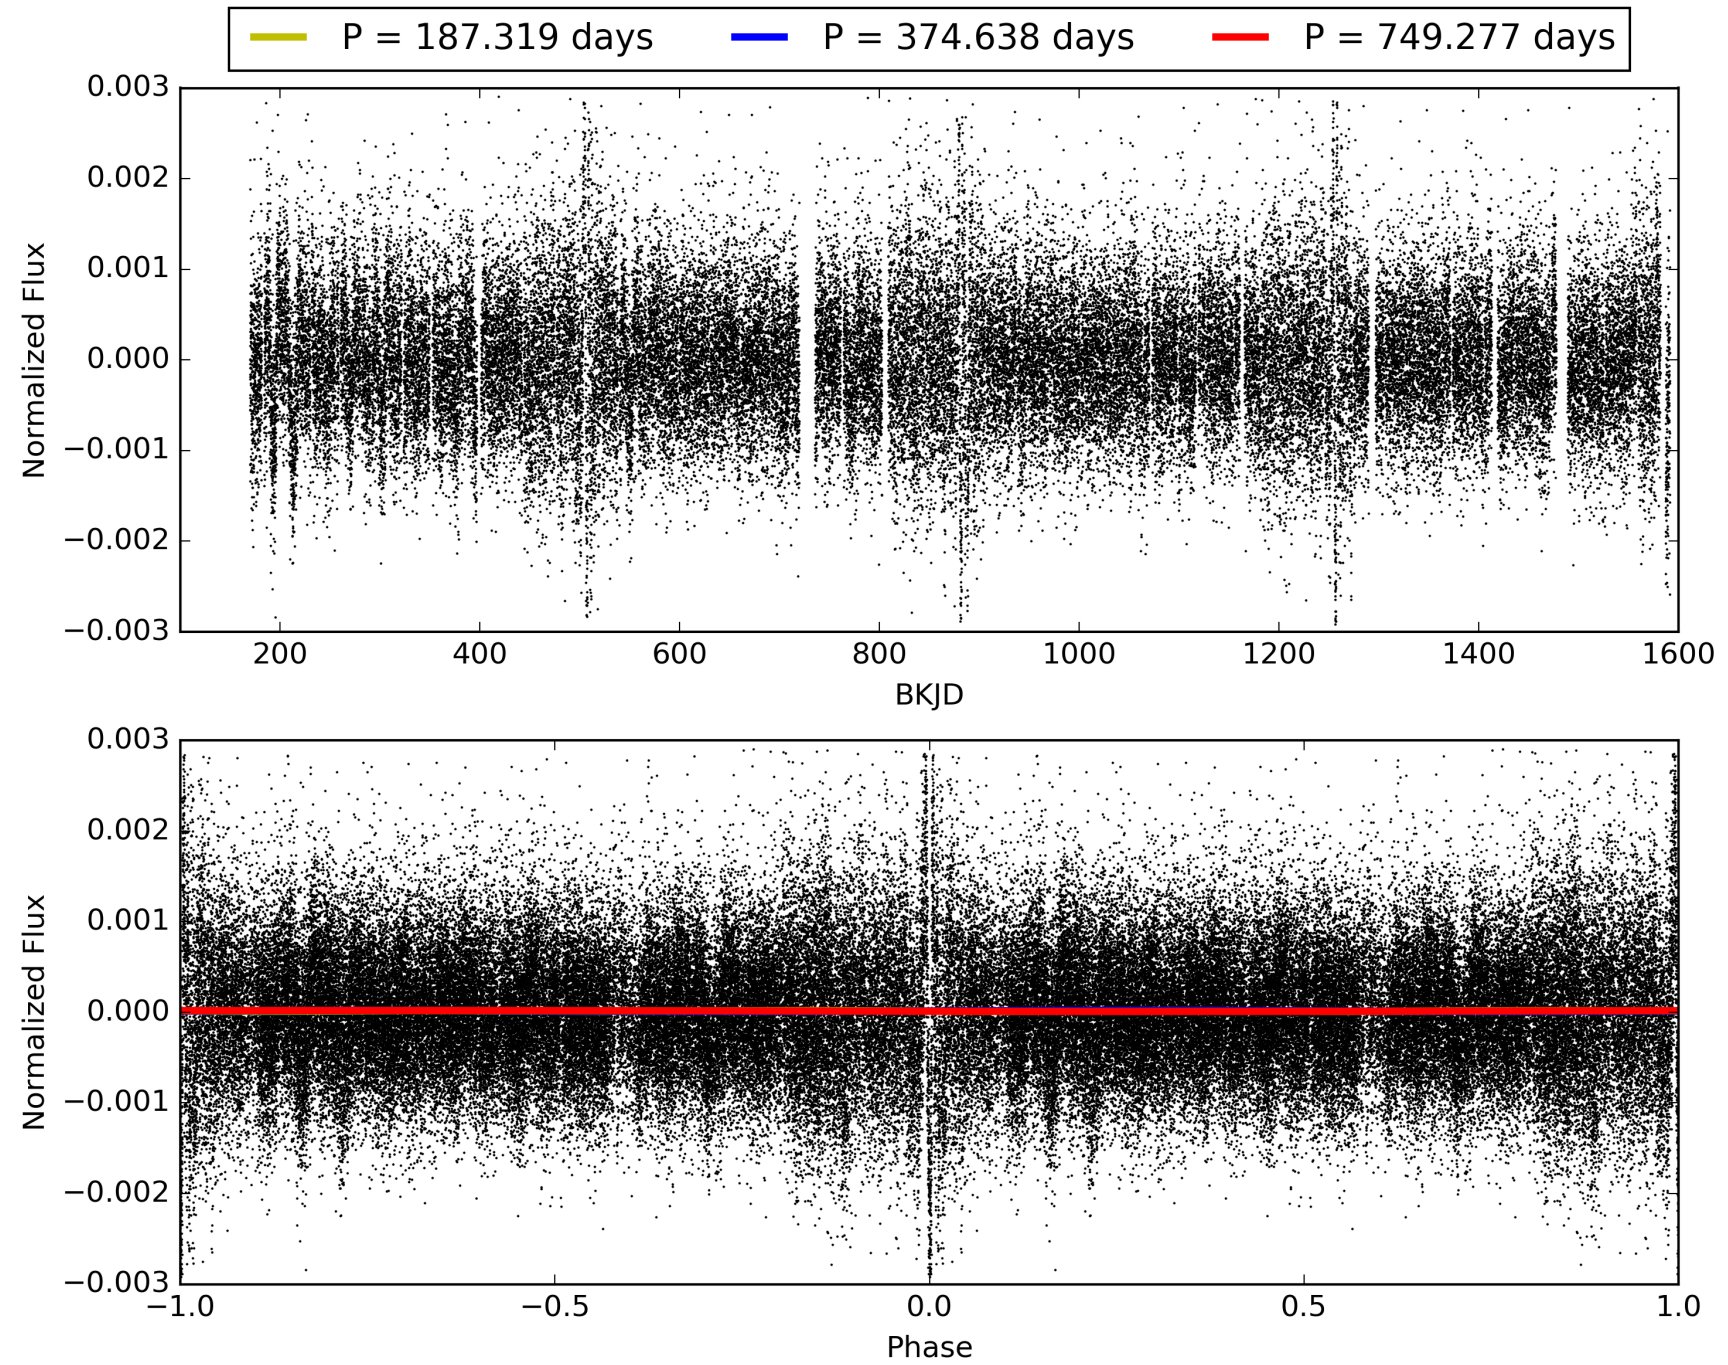 P = 187.319 days P = 374.638 days P = 749.277 days
0.003
0.002
0.001
0.000
−0.001
−0.002
−0.003
Normalized Flux
200 400 600 800 1000 1200 1400 1600
BKJD
0.003
0.002
0.001
0.000
−0.001
−0.002
−0.003
Normalized Flux
−1.0 −0.5 0.0 0.5 1.0
Phase